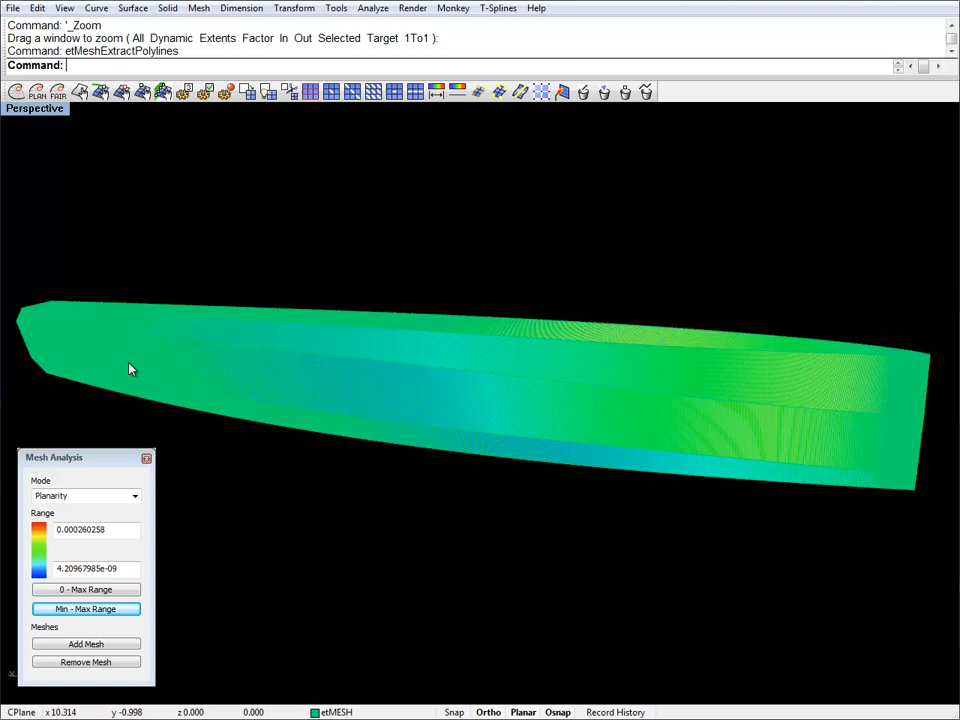 File Edit View Curve Surface Solid Mesh Dimension Transform Tools Analyze Render Monkey T-Splines Help
Command: '_Zoom
Drag a window to zoom ( All Dynamic Extents Factor In Out Selected Target 1To1 ):
Command: etMeshExtractPolylines
Command:
PLAN FAIR
Perspective
Mesh Analysis
Mode
Planarity
Range
0.000260258
4.20967985e-09
0 - Max Range
Min - Max Range
Meshes
Add Mesh
Remove Mesh
CPlane x 10.314 y -0.998 z 0.000 0.000 etMESH Snap Ortho Planar Osnap Record History